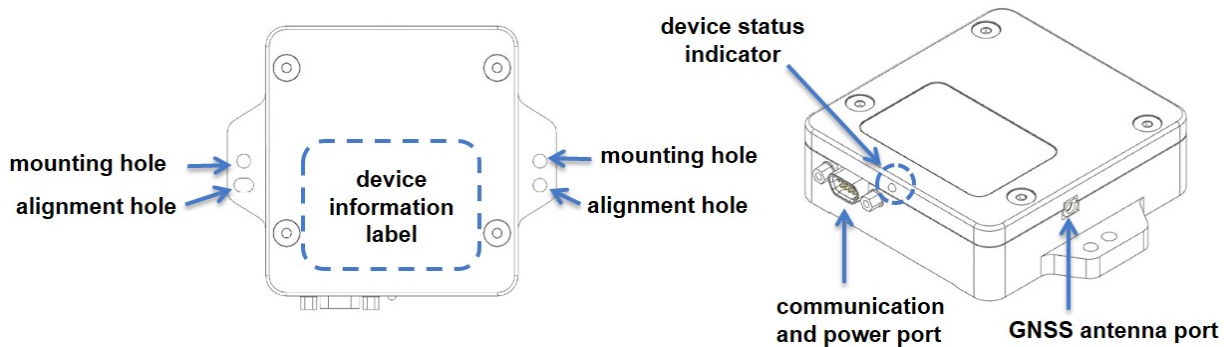 mounting hole
alignment hole
device
information
label
mounting hole
alignment hole
device status
indicator
communication
and power port
GNSS antenna port